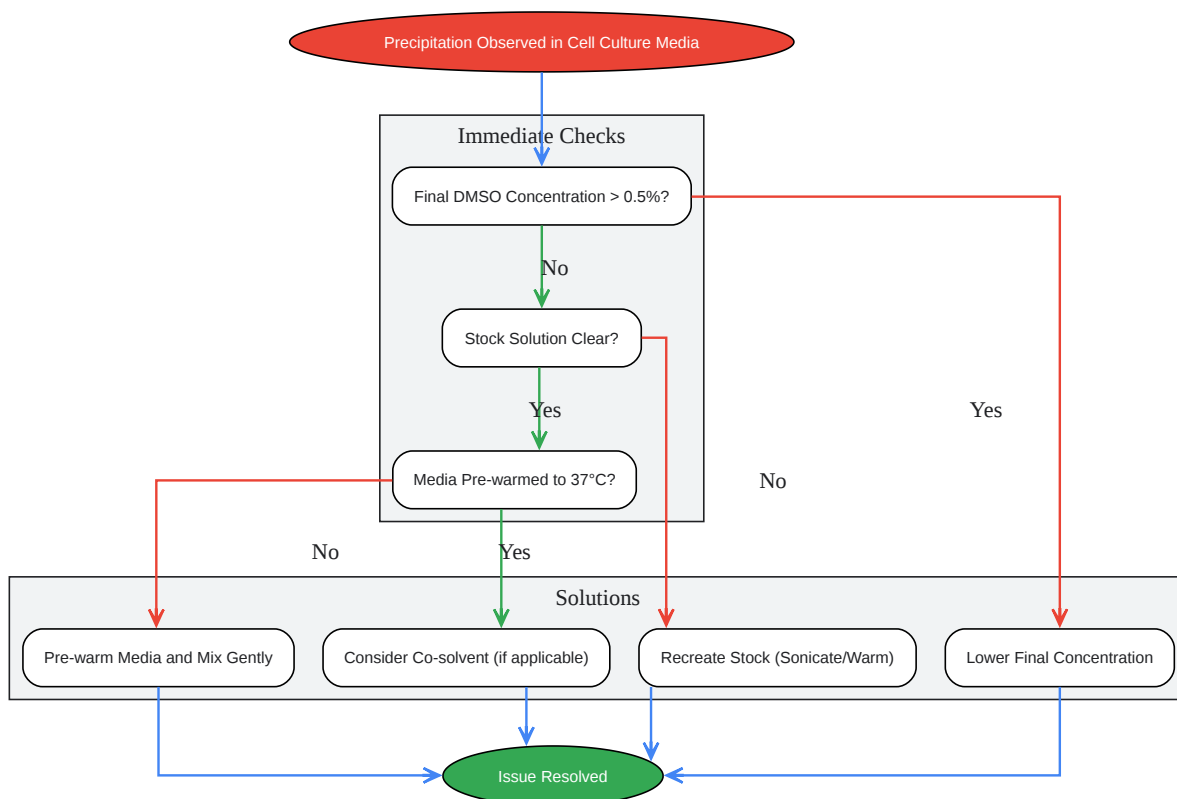 Precipitation Observed in Cell Culture Media
Immediate Checks
Final DMSO Concentration > 0.5%?
No
Stock Solution Clear?
Yes
Yes
Media Pre-warmed to 37°C?
No
No
Yes
Solutions
Pre-warm Media and Mix Gently
Consider Co-solvent (if applicable)
Recreate Stock (Sonicate/Warm)
Lower Final Concentration
Issue Resolved